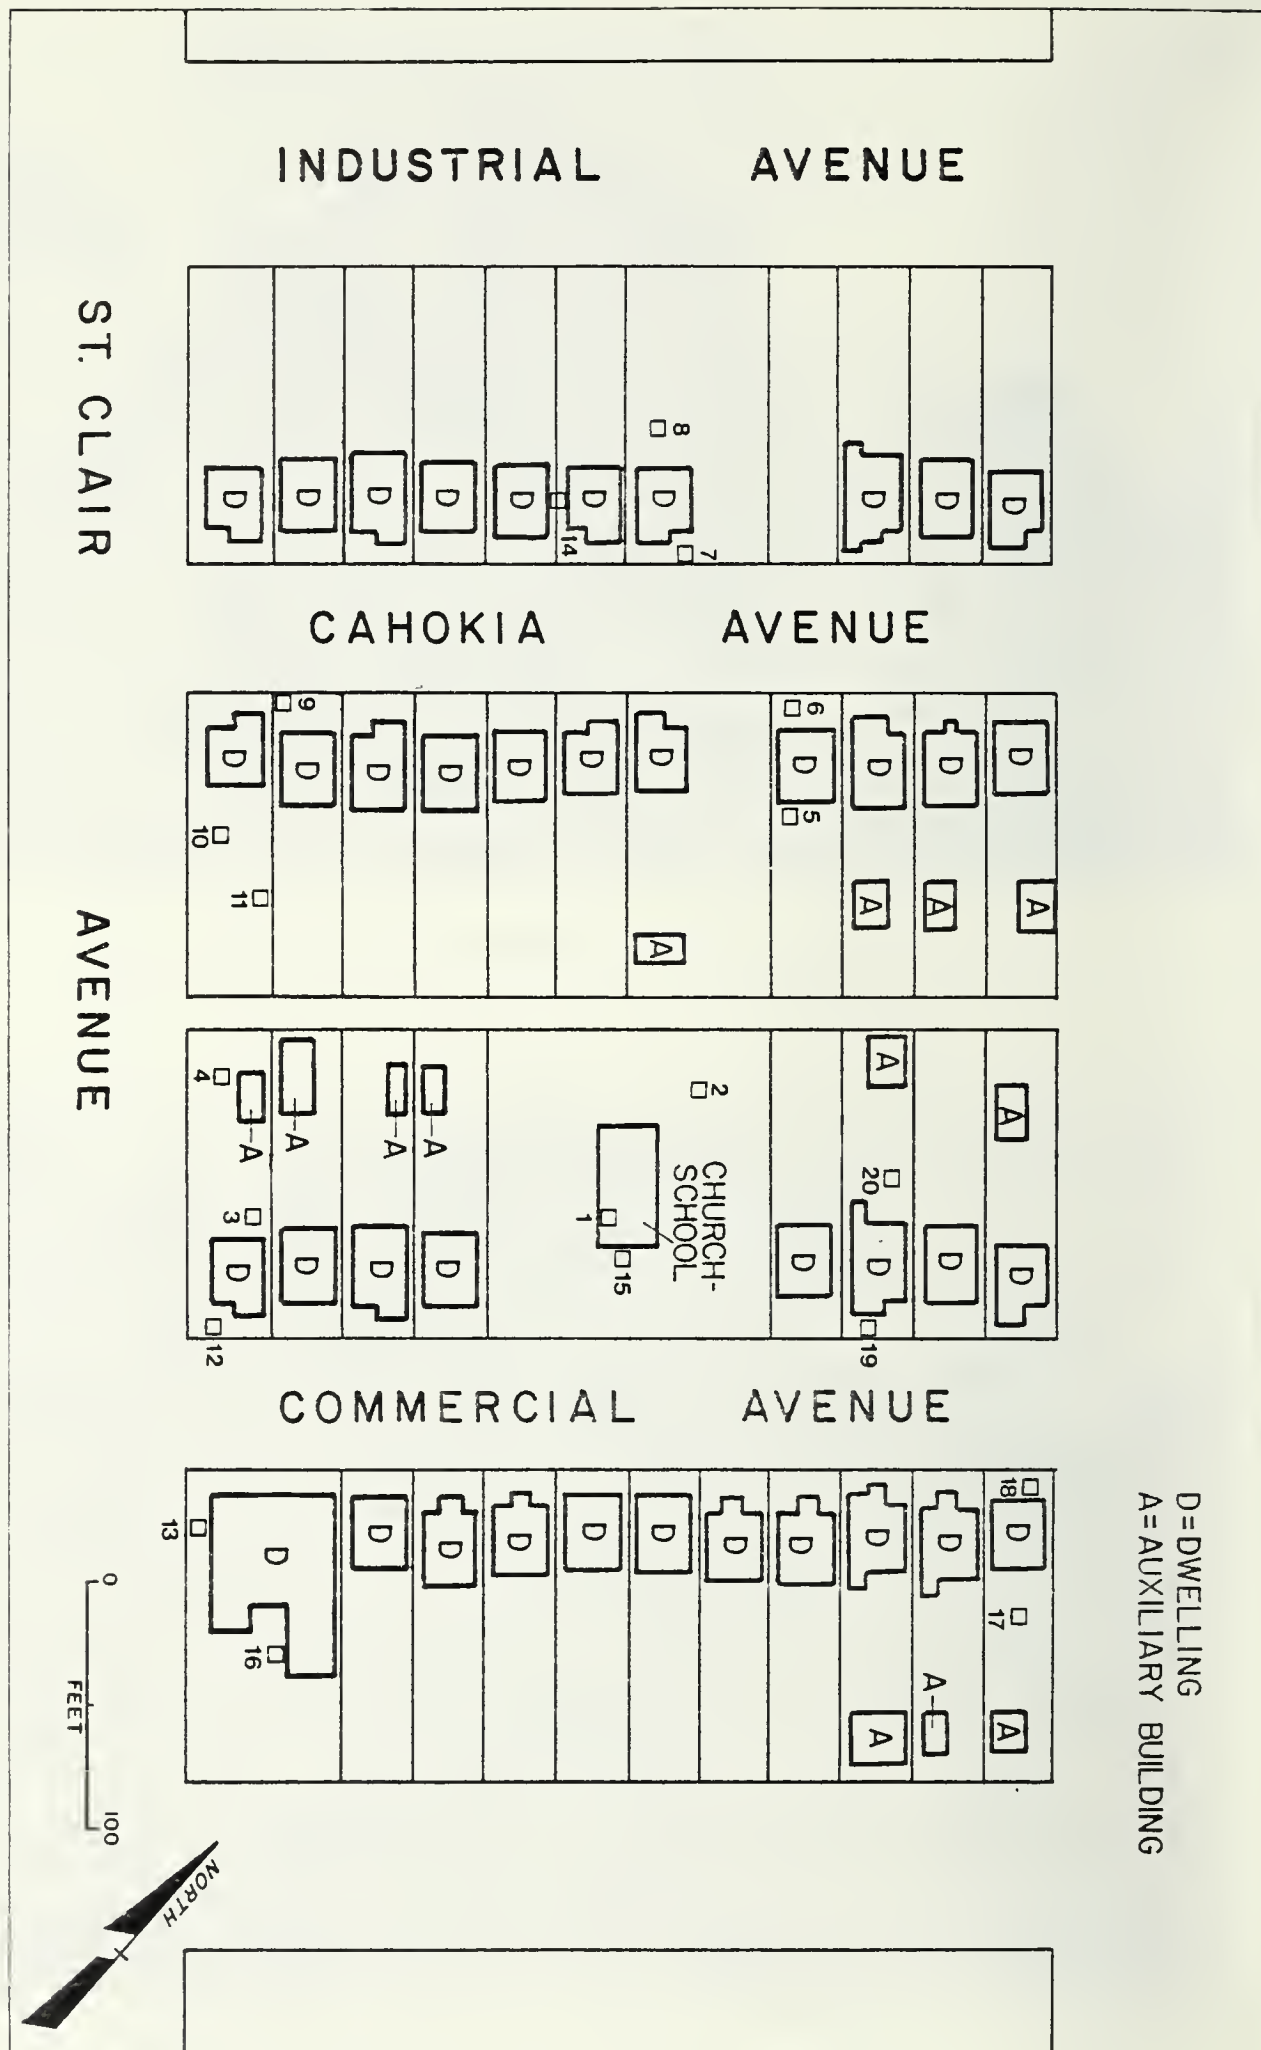 INDUSTRIAL AVENUE
ST. CLAIR AVENUE
8
D
D
D
D
D
D
D
D
D
D
14
7
CAHOKIA AVENUE
9
6
D
D
D
D
D
D
D
D
D
D
D
10
5
11
A
A
A
A
4
A
A
A
A
2
A
A
CHURCH-
SCHOOL
20
3
1
15
D
D
D
D
D
D
D
D
12
19
COMMERCIAL AVENUE
18
13
D
D
D
D
D
D
D
D
D
D
D
16
17
A
A
A
D=DWELLING
A=AUXILIARY BUILDING
0
100
FEET
NORTH